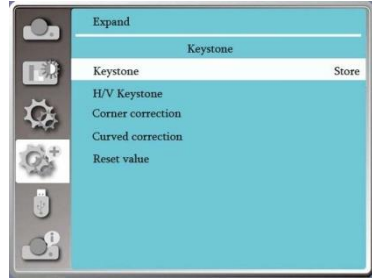 Expand
Keystone
Keystone Store
H/V Keystone
Corner correction
Curved correction
Reset value